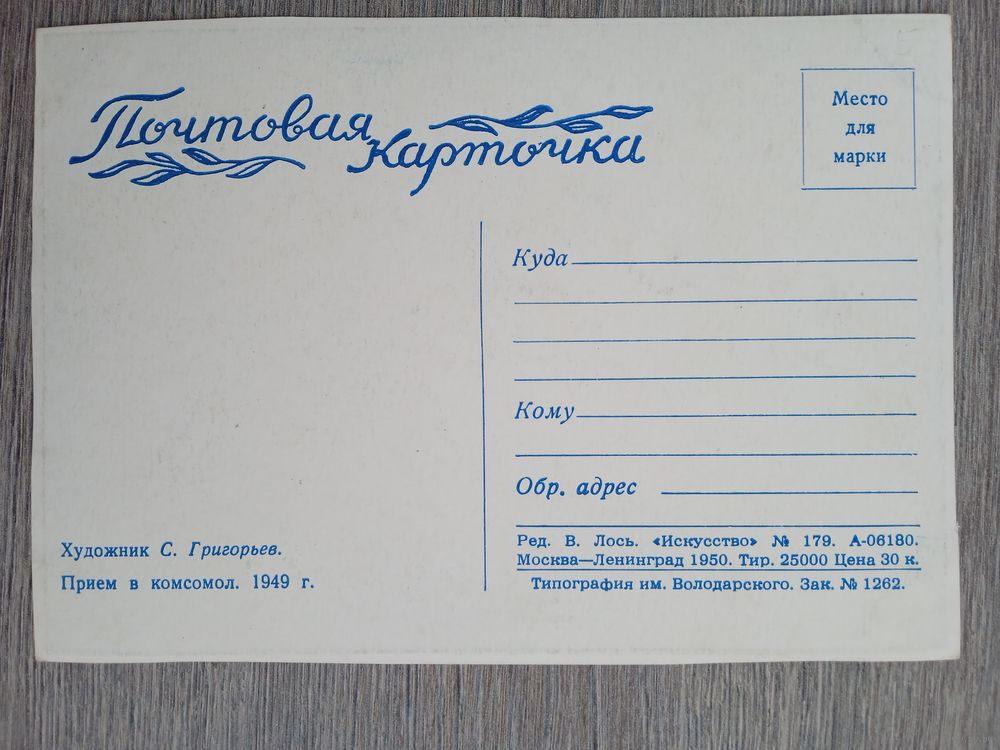 Почтовая
Карточка
Место
для
марки
Куда
Кому
Обр. адрес
Художник С. Григорьев.
Прием в комсомол. 1949 г.
Ред. В. Лось. «Искусство» № 179. А-06180.
Москва—Ленинград 1950. Тир. 25000 Цена 30 к.
Типография им. Володарского. Зак. № 1262.